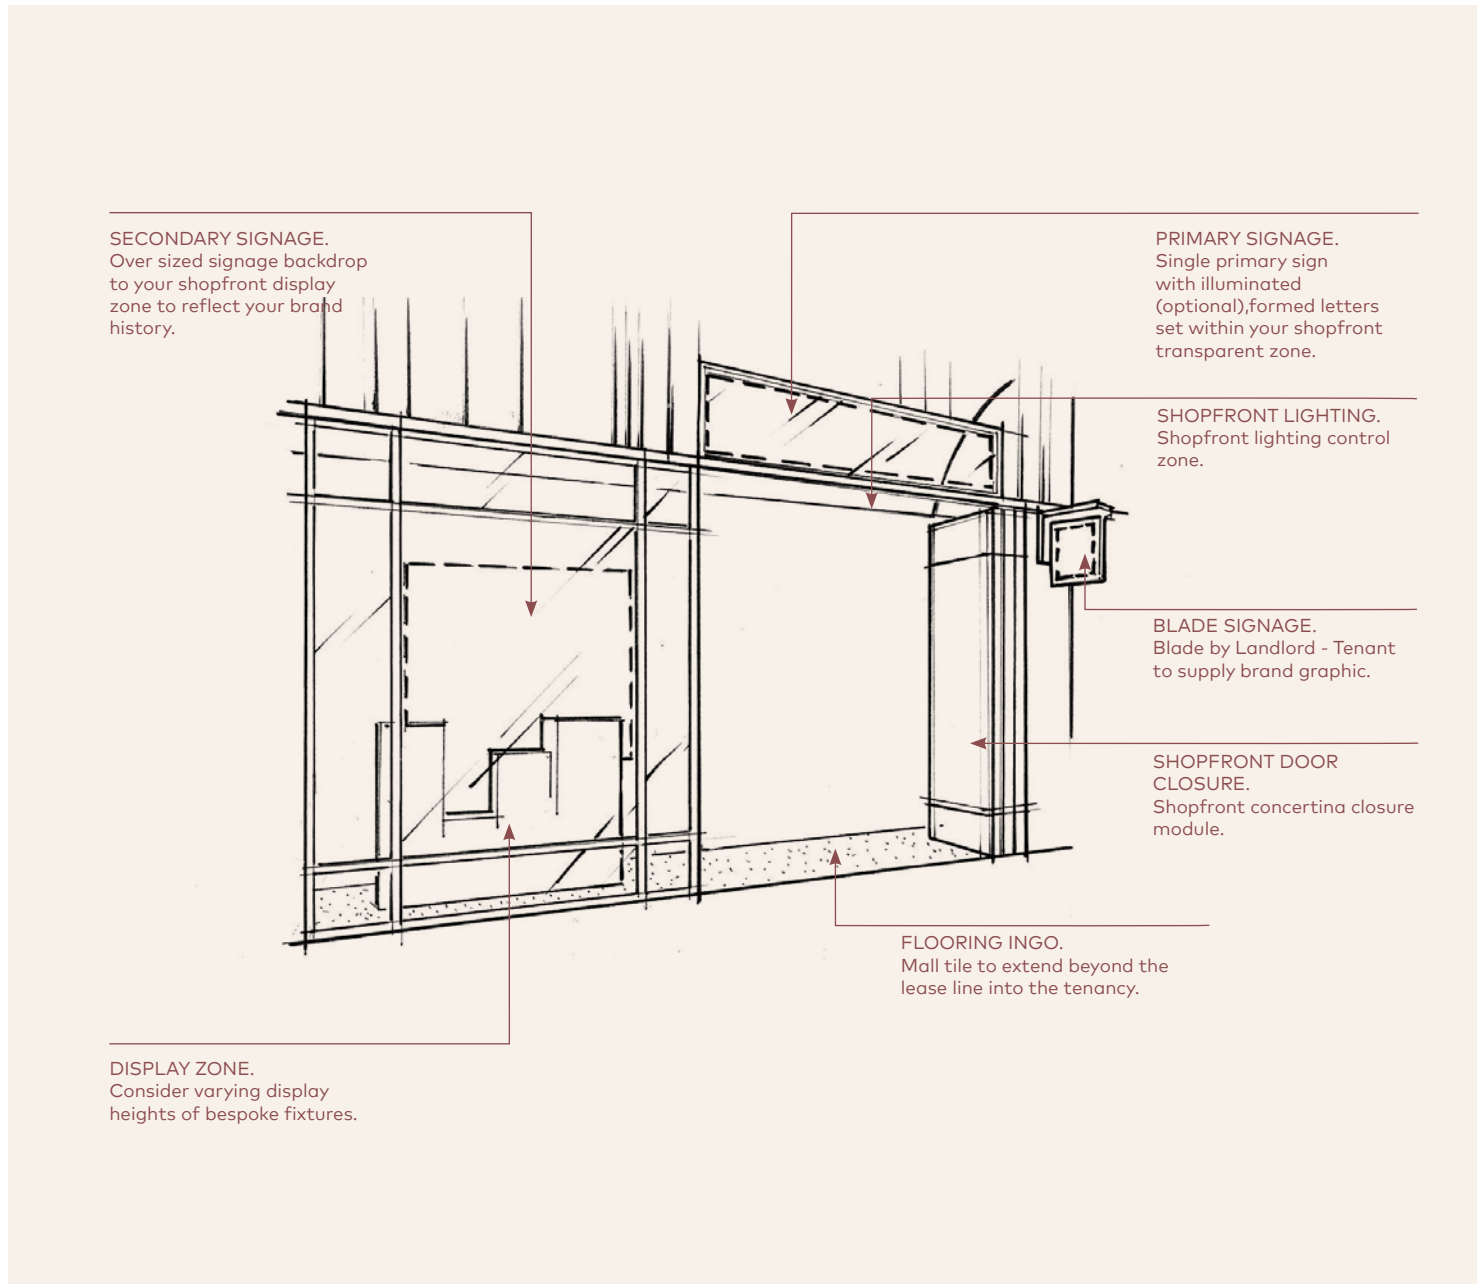 SECONDARY SIGNAGE.
Over sized signage backdrop
to your shopfront display
zone to reflect your brand
history.
PRIMARY SIGNAGE.
Single primary sign
with illuminated
(optional),formed letters
set within your shopfront
transparent zone.
SHOPFRONT LIGHTING.
Shopfront lighting control
zone.
BLADE SIGNAGE.
Blade by Landlord - Tenant
to supply brand graphic.
SHOPFRONT DOOR
CLOSURE.
Shopfront concertina closure
module.
FLOORING INGO.
Mall tile to extend beyond the
lease line into the tenancy.
DISPLAY ZONE.
Consider varying display
heights of bespoke fixtures.